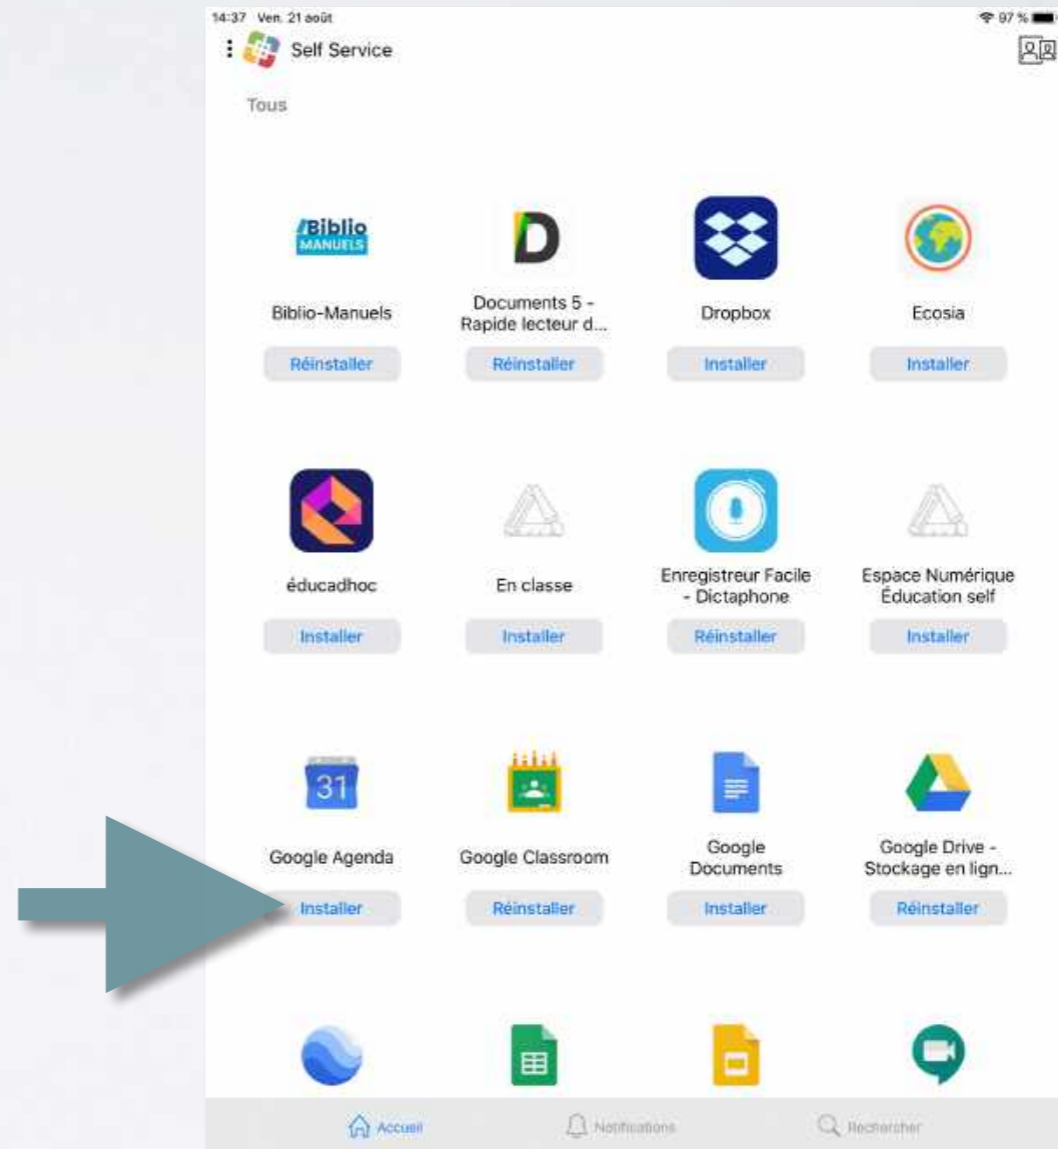 14:37 Ven. 21 août
97 %
Self Service
Tous
/Biblio
MANUELS
Biblio-Manuels
Documents 5 -
Rapide lecteur d...
Dropbox
Ecosia
Réinstaller
Réinstaller
Installer
Installer
éducadhoc
En classe
Enregistreur Facile
- Dictaphone
Espace Numérique
Éducation self
Installer
Installer
Réinstaller
Installer
31
Google Agenda
Google Classroom
Google
Documents
Google Drive -
Stockage en lign...
Installer
Réinstaller
Installer
Réinstaller
Accueil
Notifications
Rechercher